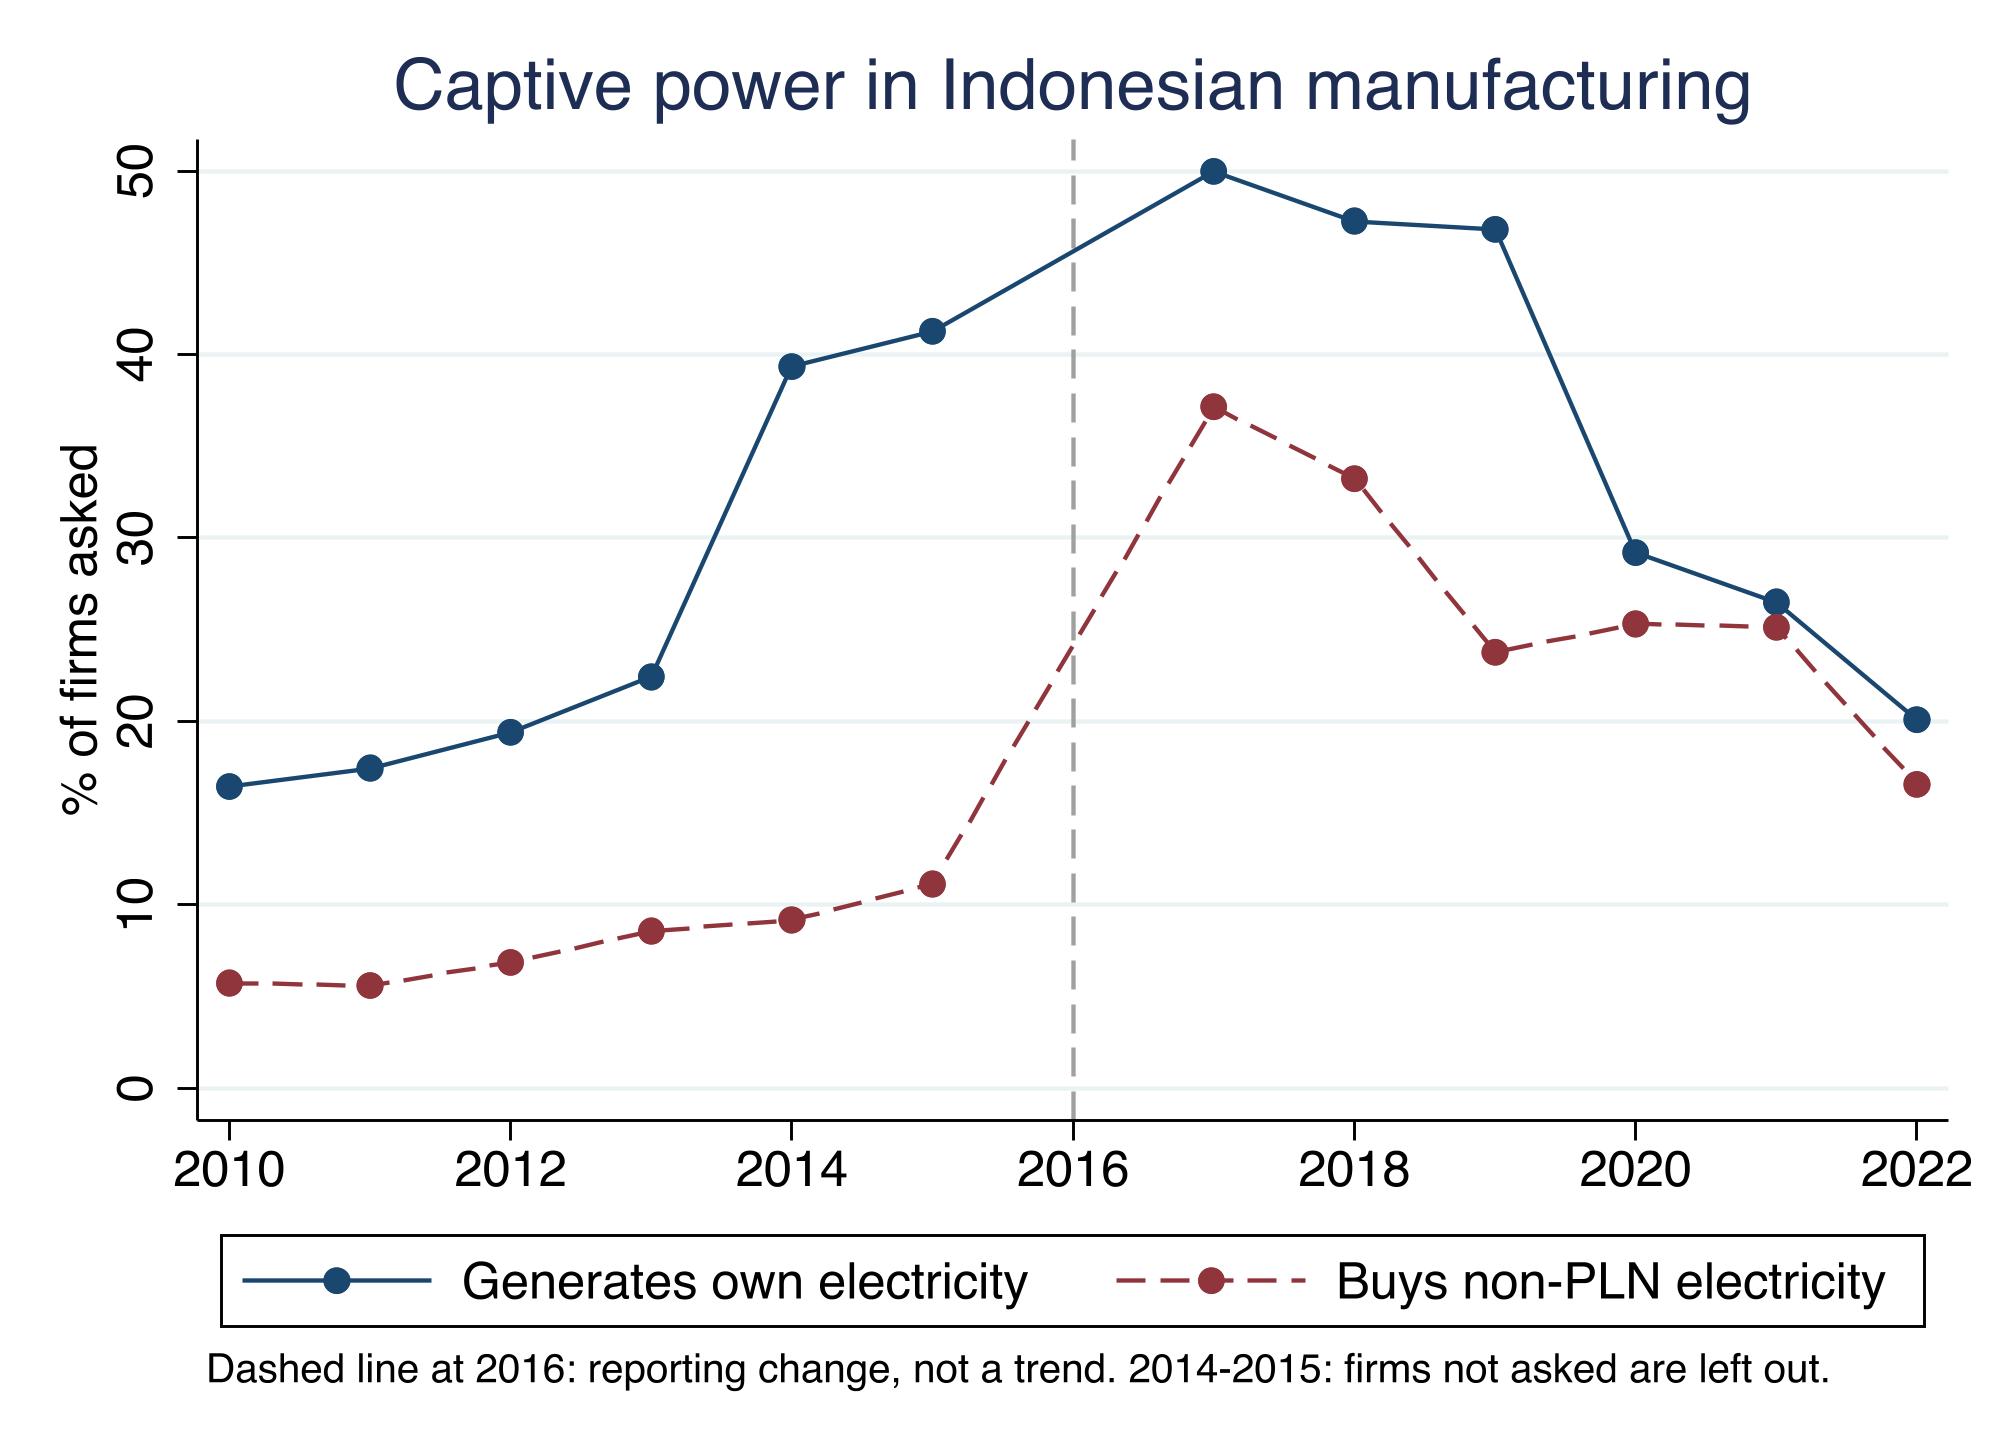 Captive power in Indonesian manufacturing
% of firms asked
50
40
30
20
10
0
2010 2012 2014 2016 2018 2020 2022
Generates own electricity Buys non-PLN electricity
Dashed line at 2016: reporting change, not a trend. 2014-2015: firms not asked are left out.